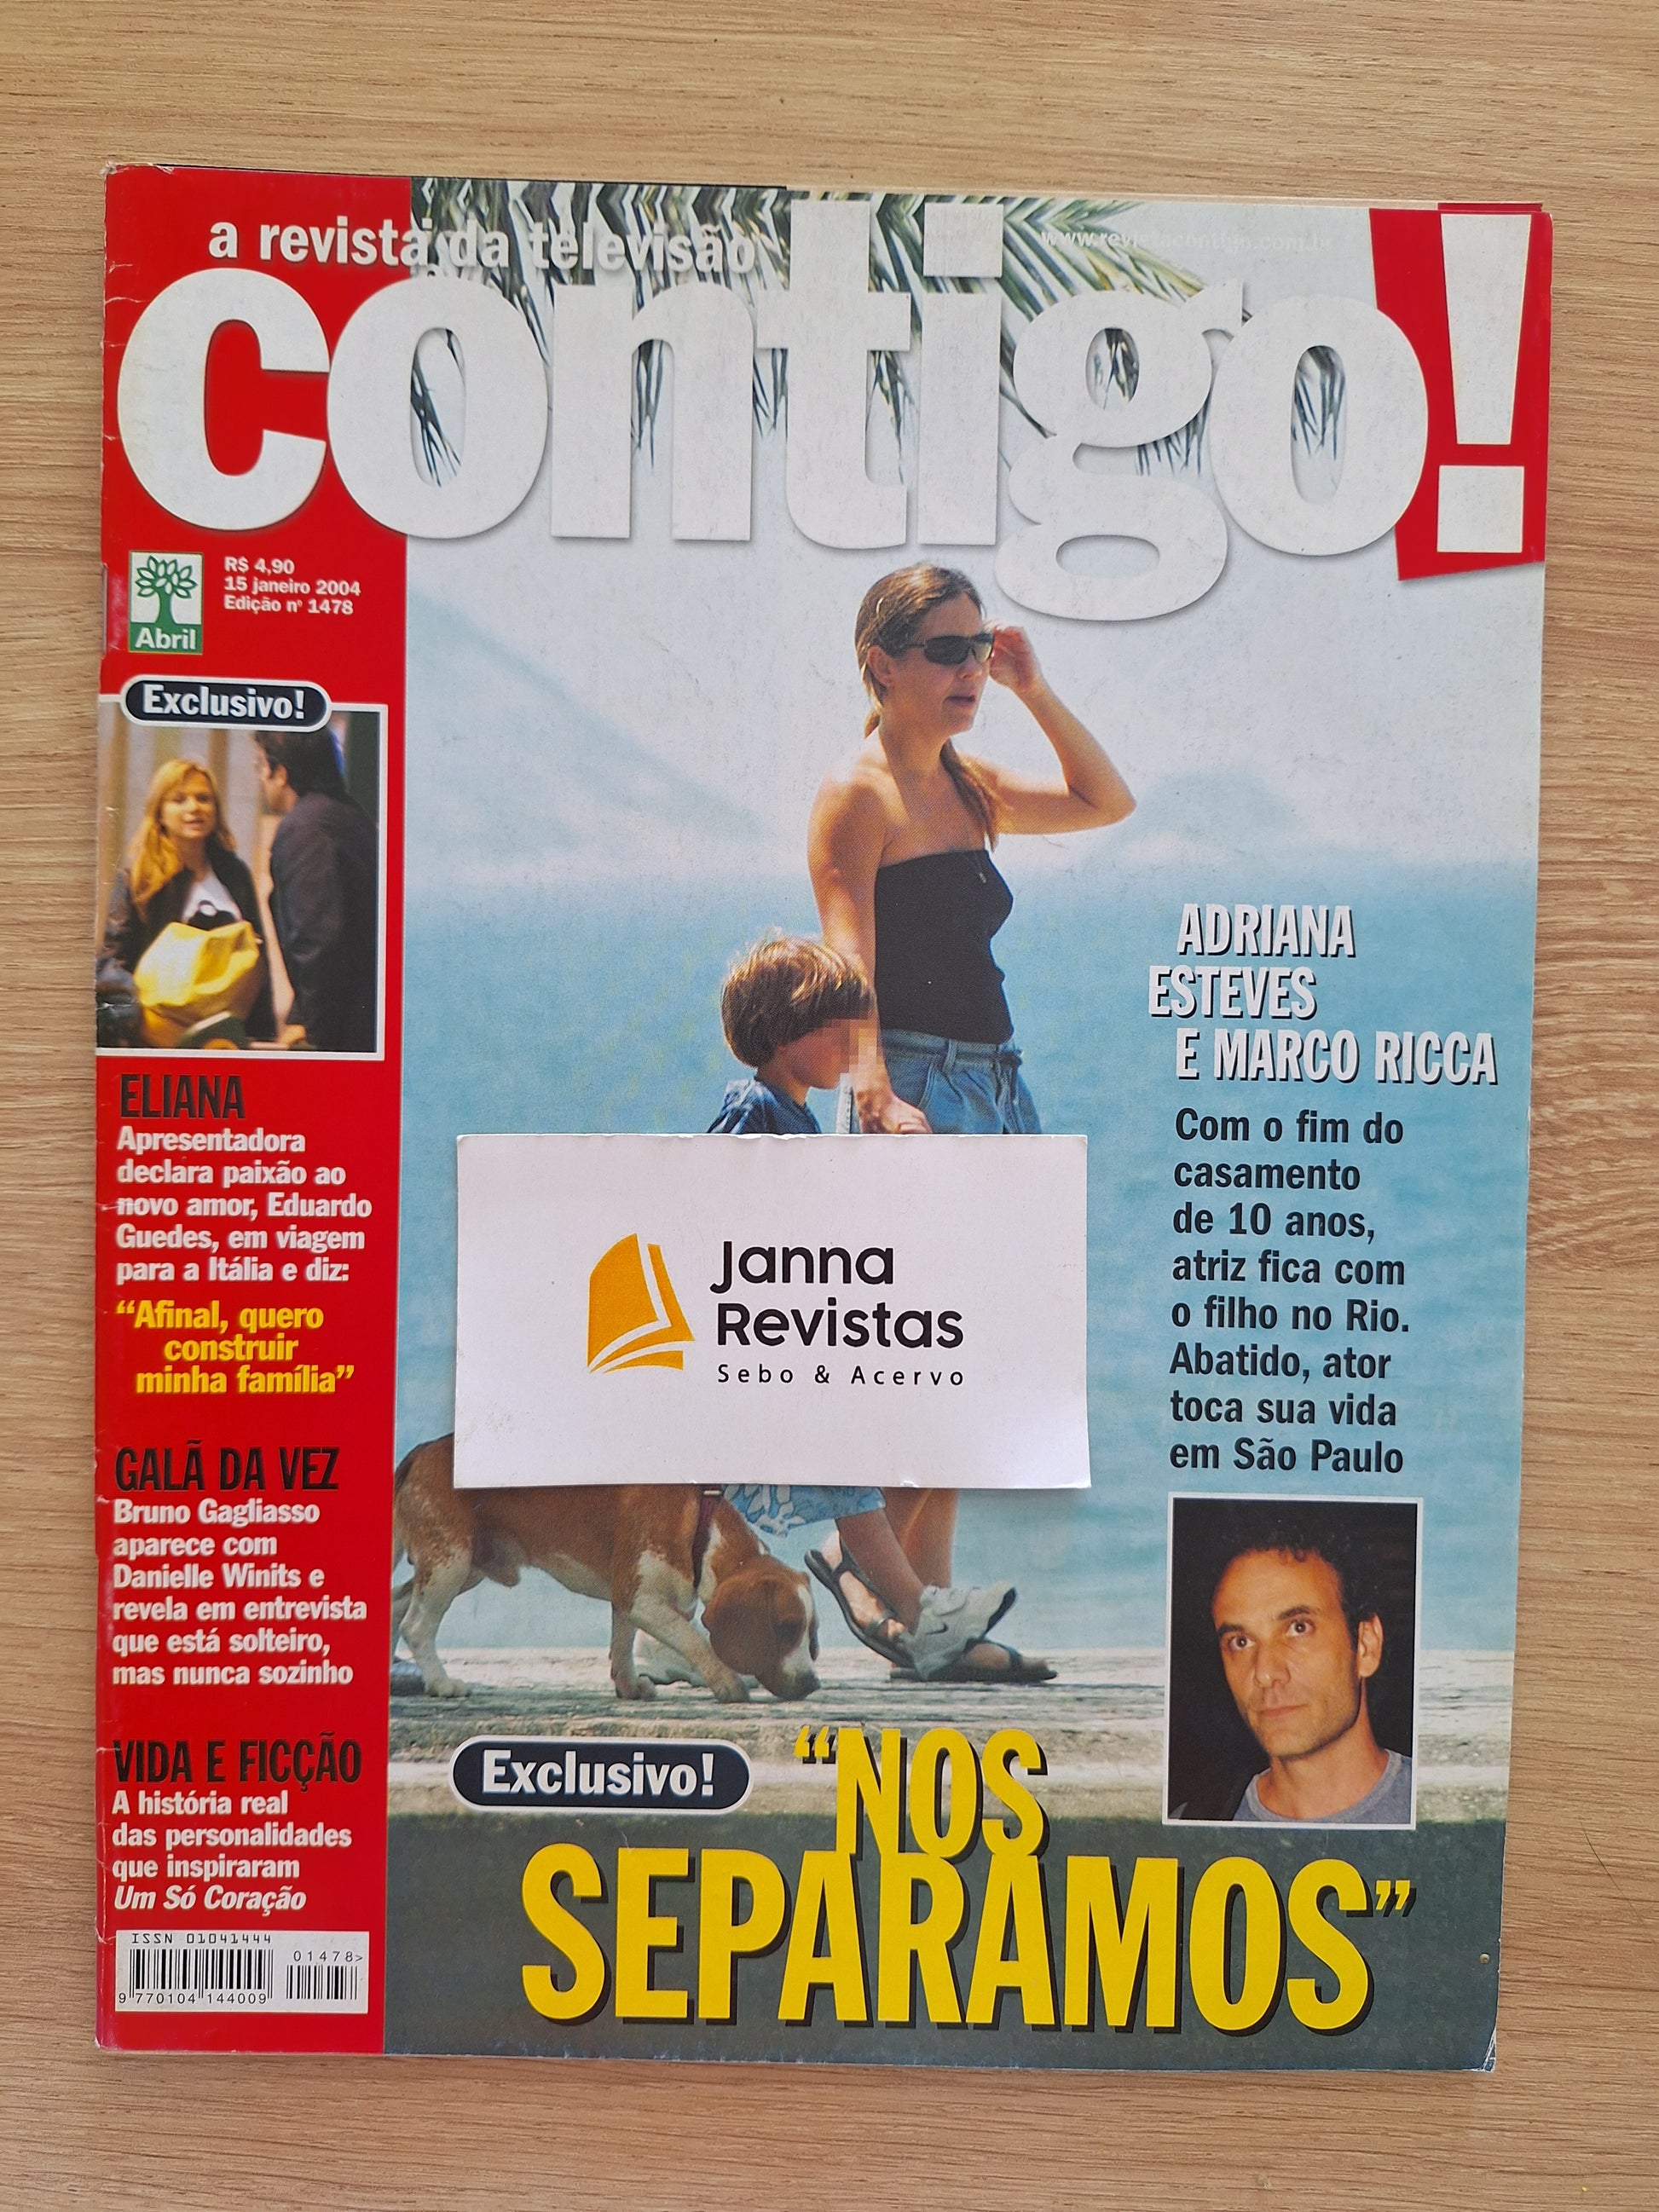 a revista da televisão
www.revistacontigo.com.br
contigo!
Abril
R$ 4,90
15 janeiro 2004
Edição nº 1478
Exclusivo!
ELIANA
Apresentadora
declara paixão ao
novo amor, Eduardo
Guedes, em viagem
para a Itália e diz:
“Afinal, quero
construir
minha família”
GALÃ DA VEZ
Bruno Gagliasso
aparece com
Danielle Winits e
revela em entrevista
que está solteiro,
mas nunca sozinho
VIDA E FICÇÃO
A história real
das personalidades
que inspiraram
Um Só Coração
ISSN 01041444
01478>
9 770104 144009
ADRIANA
ESTEVES
E MARCO RICCA
Com o fim do
casamento
de 10 anos,
atriz fica com
o filho no Rio.
Abatido, ator
toca sua vida
em São Paulo
Janna
Revistas
Sebo & Acervo
Exclusivo!
“NOS
SEPARAMOS”